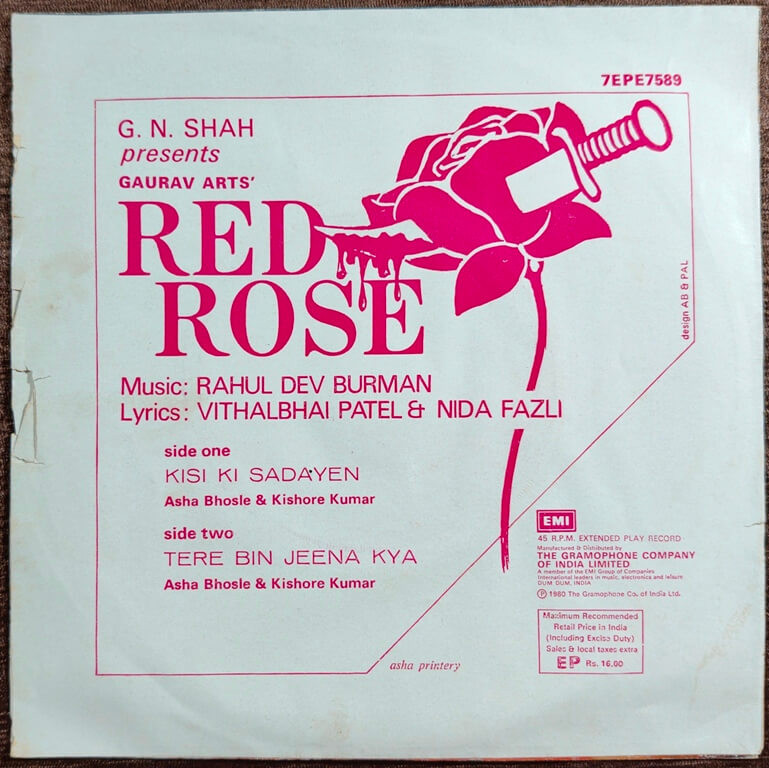 7EPE7589
G. N. SHAH
presents
GAURAV ARTS'
RED
ROSE
design AB & PAL
Music: RAHUL DEV BURMAN
Lyrics: VITHALBHAI PATEL & NIDA FAZLI
side one
KISI KI SADAYEN
Asha Bhosle & Kishore Kumar
side two
TERE BIN JEENA KYA
Asha Bhosle & Kishore Kumar
EMI
45 R.P.M. EXTENDED PLAY RECORD
Manufactured & Distributed by
THE GRAMOPHONE COMPANY
OF INDIA LIMITED
A member of the EMI Group of Companies
International leaders in music, electronics and leisure
DUM DUM, INDIA
Ⓟ 1980 The Gramophone Co. of India Ltd.
Maximum Recommended
Retail Price in India
(Including Excise Duty)
Sales & local taxes extra
EP Rs. 16.00
asha printery